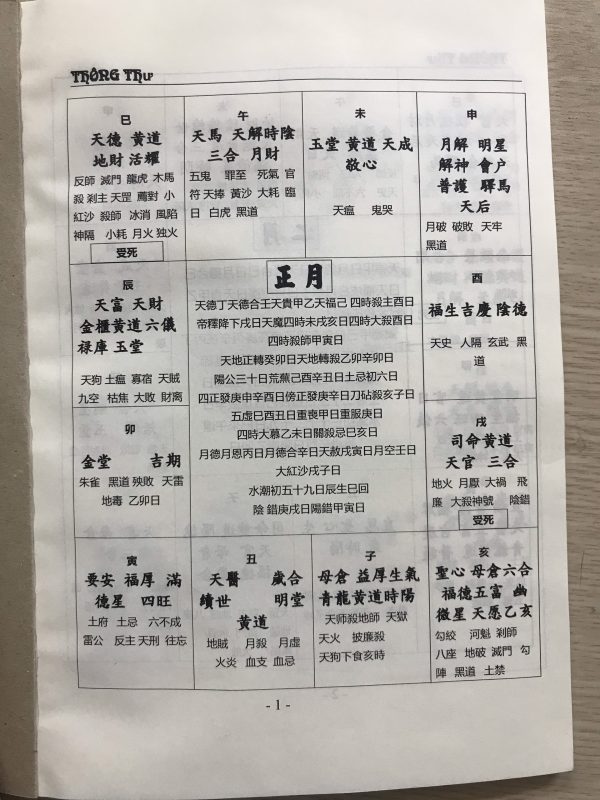 THÔNG THƯ
巳
天德 黃道
地財 活耀
反師 滅門 龍虎 木馬
殺 剎主 天罡 薦對 小
紅沙 殺師 冰消 風陷
神隔 小耗 月火 独火
受死
午
天馬 天解時陰
三合 月財
五鬼 罪至 死氣 官
符 天捧 黃沙 大耗 臨
日 白虎 黑道
未
玉堂 黃道 天成
敬心
天瘟 鬼哭
申
月解 明星
解神 會户
普護 驛馬
天后
月破 破敗 天牢
黑道
辰
天富 天財
金櫃黃道六儀
禄庫 玉堂
天狗 土瘟 寡宿 天賊
九空 枯焦 大敗 財离
正月
天德丁天德合壬天貴甲乙天福己 四時殺主酉日
帝釋降下戌日天魔四時未戌亥日四時大殺酉日
四時殺師甲寅日
天地正轉癸卯日天地轉殺乙卯辛卯日
陽公三十日荒蕪己酉辛丑日土忌初六日
四正發庚申辛酉日傍正發庚辛日刀砧殺亥子日
五虛巳酉丑日重喪甲日重服庚日
四時大慕乙未日關殺忌巳亥日
月德月恩丙日月德合辛日天赦戌寅日月空壬日
大紅沙戌子日
水潮初五十九日辰生巳回
陰 錯庚戌日陽錯甲寅日
酉
福生吉慶 陰德
天史 人隔 玄武 黑
道
卯
金堂 吉期
朱雀 黑道 殃敗 天雷
地毒 乙卯日
戌
司命黃道
天官 三合
地火 月厭 大禍 飛
廉 大殺神號 陰錯
受死
寅
要安 福厚 滿
德星 四旺
土府 土忌 六不成
雷公 反主 天刑 往忘
丑
天醫 歲合
續世 明堂
黃道
地賊 月殺 月虛
火炎 血支 血忌
子
母倉 益厚生氣
青龍黃道時陽
天师殺地師 天獄
天火 披廉殺
天狗下食亥時
亥
聖心 母倉六合
福德五富 幽
微星 天愿乙亥
勾絞 河魁 剎師
八座 地破 滅門 勾
陣 黑道 土禁
- 1 -